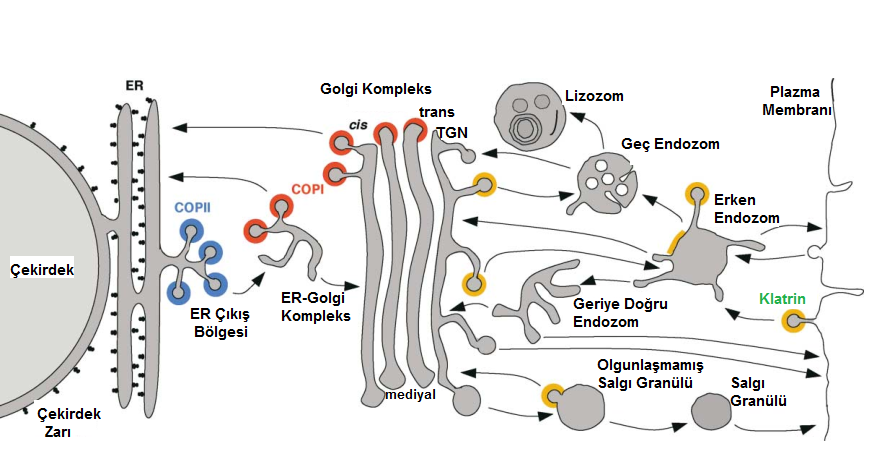 ER
Golgi Kompleks
cis
trans
TGN
Lizozom
Plazma
Membranı
Geç Endozom
COPI
COPII
Erken
Endozom
Çekirdek
ER-Golgi
Kompleks
ER Çıkış
Bölgesi
Geriye Doğru
Endozom
Klatrin
Olgunlaşmamış
Salgı Granülü
Salgı
Granülü
mediyal
Çekirdek
Zarı